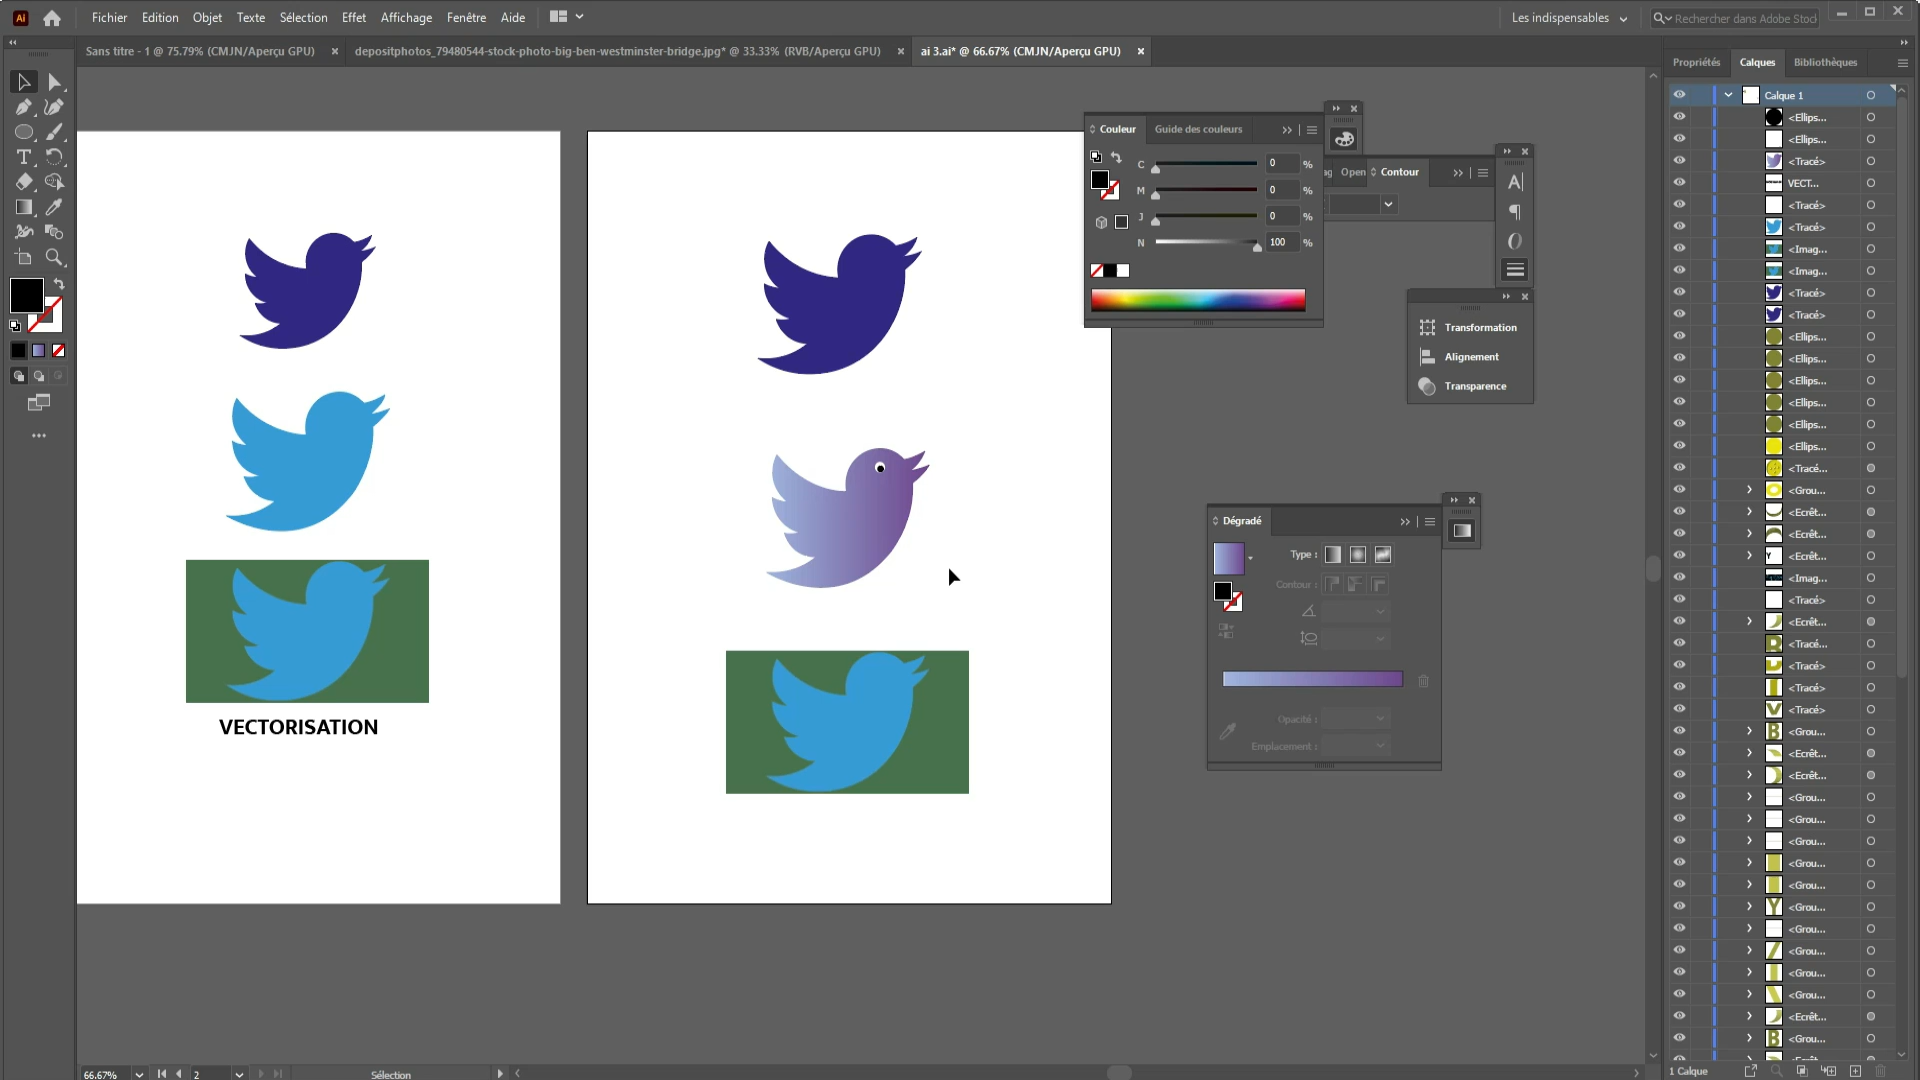 Ai
Fichier Edition Objet Texte Sélection Effet Affichage Fenêtre Aide
Les indispensables
Rechercher dans Adobe Stoc
Sans titre - 1 @ 75.79% (CMJN/Aperçu GPU) ×
depositphotos_79480544-stock-photo-big-ben-westminster-bridge.jpg* @ 33.33% (RVB/Aperçu GPU) ×
ai 3.ai* @ 66.67% (CMJN/Aperçu GPU) ×
Propriétés Calques Bibliothèques
Couleur Guide des couleurs
C 0 %
M 0 %
J 0 %
N 100 %
Open Contour
Transformation
Alignement
Transparence
Dégradé
Type :
Contour :
Opacité :
Emplacement :
VECTORISATION
Calque 1
<Ellips...
<Ellips...
<Tracé>
VECT...
<Tracé>
<Tracé>
<Imag...
<Imag...
<Tracé>
<Tracé>
<Ellips...
<Ellips...
<Ellips...
<Ellips...
<Ellips...
<Ellips...
<Tracé...
<Grou...
<Ecrêt...
<Ecrêt...
<Ecrêt...
<Imag...
<Tracé>
<Ecrêt...
<Tracé...
<Tracé>
<Tracé>
<Tracé>
<Grou...
<Ecrêt...
<Ecrêt...
<Grou...
<Grou...
<Grou...
<Grou...
<Grou...
<Grou...
<Grou...
<Grou...
<Grou...
<Grou...
<Ecrêt...
<Grou...
1 Calque
66.67% 2 Sélection